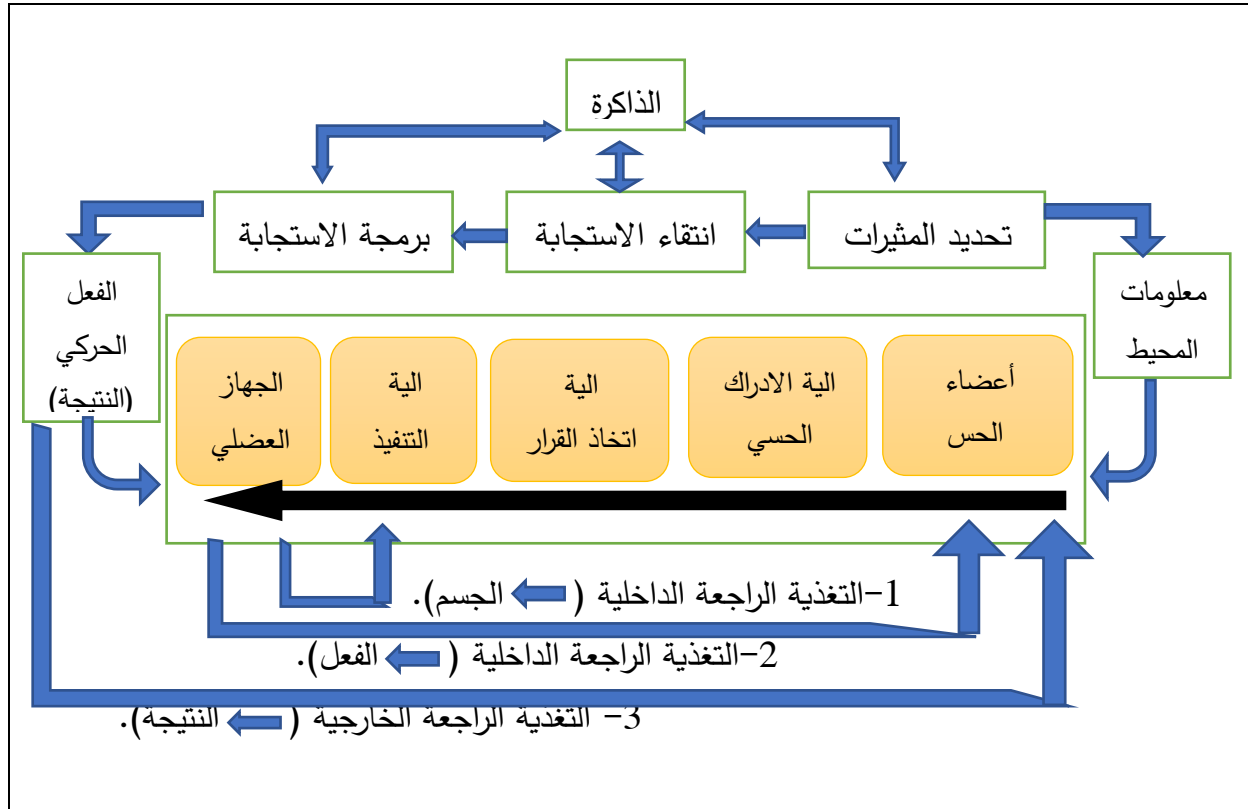 الذاكرة
تحديد المثيرات
انتقاء الاستجابة
برمجة الاستجابة
معلومات
المحيط
الفعل
الحركي
(النتيجة)
أعضاء
الحس
الية الادراك
الحسي
الية
اتخاذ القرار
الية
التنفيذ
الجهاز
العضلي
1-التغذية الراجعة الداخلية ( الجسم).
2-التغذية الراجعة الداخلية ( الفعل).
3- التغذية الراجعة الخارجية ( النتيجة).